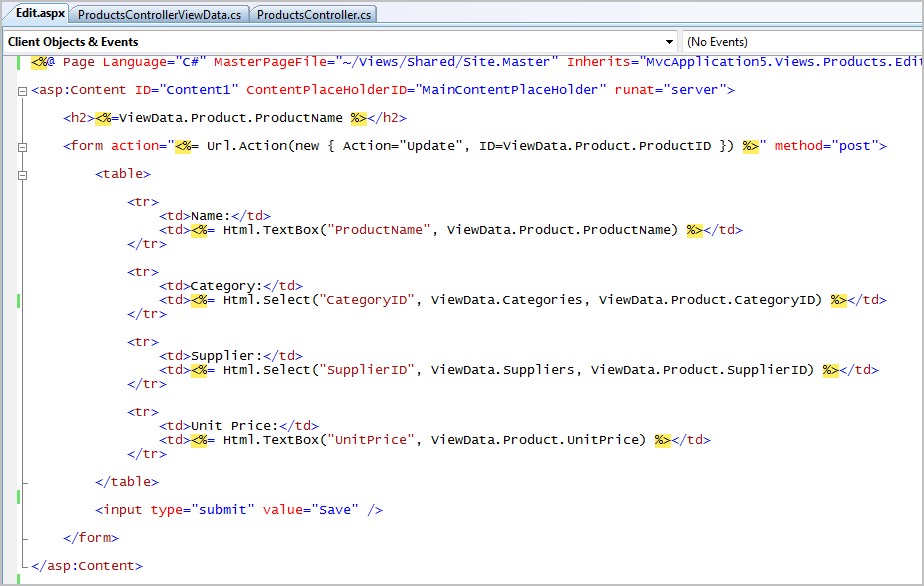 Edit.aspx ProductsControllerViewData.cs ProductsController.cs
Client Objects & Events (No Events)
<%@ Page Language="C#" MasterPageFile="~/Views/Shared/Site.Master" Inherits="MvcApplication5.Views.Products.Edit
<asp:Content ID="Content1" ContentPlaceHolderID="MainContentPlaceHolder" runat="server">
<h2><%=ViewData.Product.ProductName %></h2>
<form action="<%= Url.Action(new { Action="Update", ID=ViewData.Product.ProductID }) %>" method="post">
<table>
<tr>
<td>Name:</td>
<td><%= Html.TextBox("ProductName", ViewData.Product.ProductName) %></td>
</tr>
<tr>
<td>Category:</td>
<td><%= Html.Select("CategoryID", ViewData.Categories, ViewData.Product.CategoryID) %></td>
</tr>
<tr>
<td>Supplier:</td>
<td><%= Html.Select("SupplierID", ViewData.Suppliers, ViewData.Product.SupplierID) %></td>
</tr>
<tr>
<td>Unit Price:</td>
<td><%= Html.TextBox("UnitPrice", ViewData.Product.UnitPrice) %></td>
</tr>
</table>
<input type="submit" value="Save" />
</form>
</asp:Content>